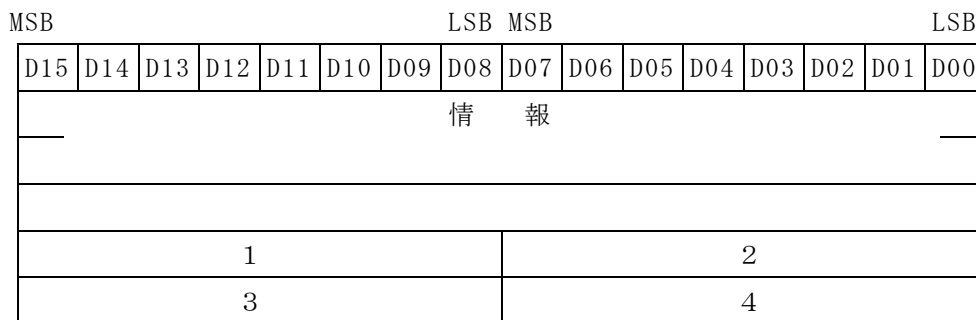 MSB LSB MSB LSB
D15 D14 D13 D12 D11 D10 D09 D08 D07 D06 D05 D04 D03 D02 D01 D00
情　報
１ ２
３ ４